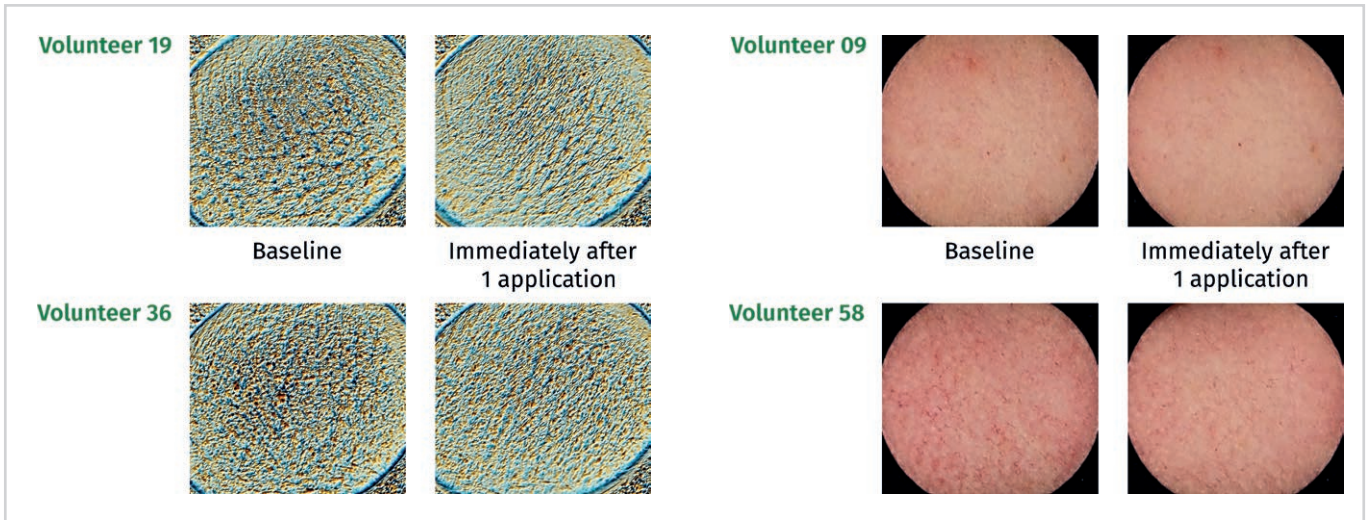 Volunteer 19
Baseline
Immediately after
1 application
Volunteer 36
Volunteer 09
Baseline
Immediately after
1 application
Volunteer 58